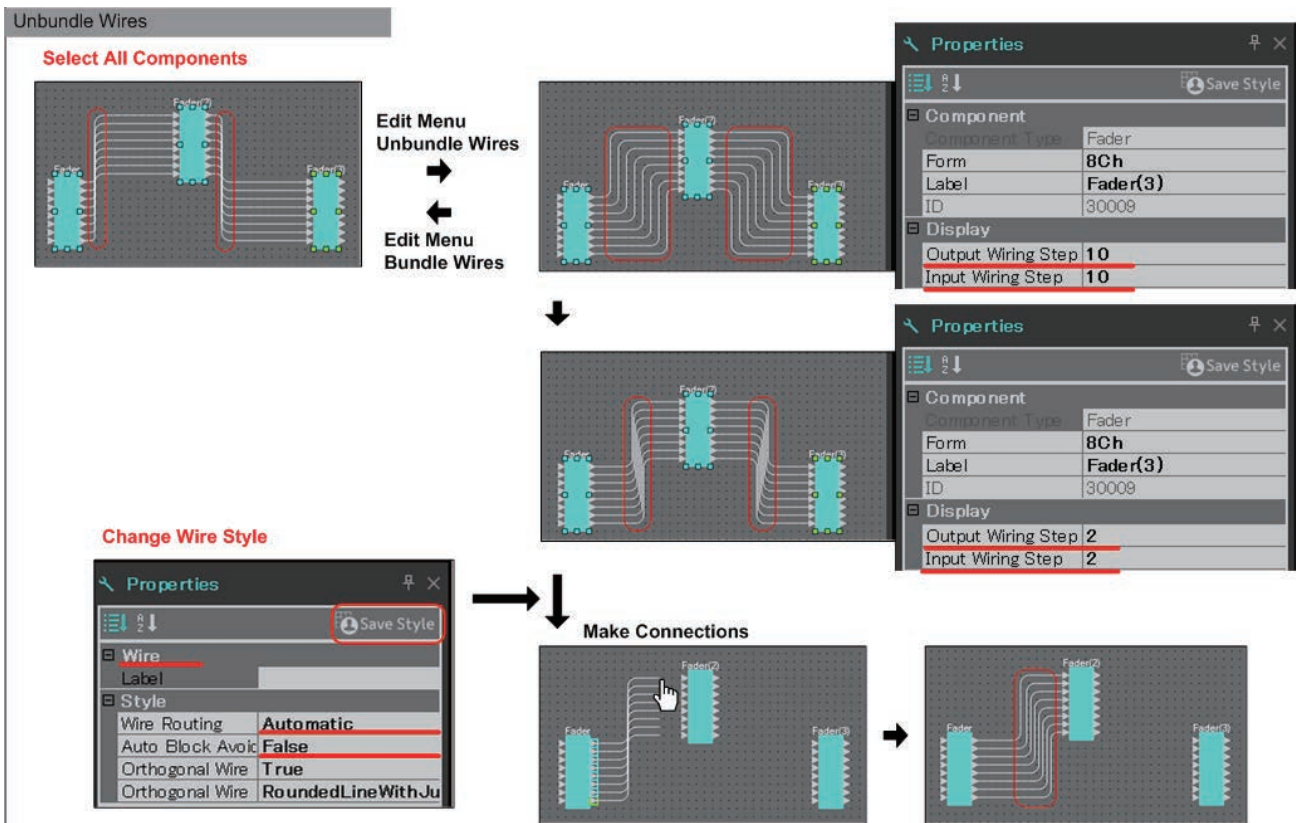 Unbundle Wires
Select All Components
Fader(2)
Fader
Fader(3)
Edit Menu
Unbundle Wires
Edit Menu
Bundle Wires
Fader(2)
Fader
Fader(3)
Properties
Save Style
Component
Component Type Fader
Form 8Ch
Label Fader(3)
ID 30009
Display
Output Wiring Step 10
Input Wiring Step 10
Fader(2)
Fader
Fader(3)
Properties
Save Style
Component
Component Type Fader
Form 8Ch
Label Fader(3)
ID 30009
Display
Output Wiring Step 2
Input Wiring Step 2
Change Wire Style
Properties
Save Style
Wire
Label
Style
Wire Routing Automatic
Auto Block Avoic False
Orthogonal Wire True
Orthogonal Wire RoundedLineWithJu
Make Connections
Fader(2)
Fader
Fader(3)
Fader(2)
Fader
Fader(3)